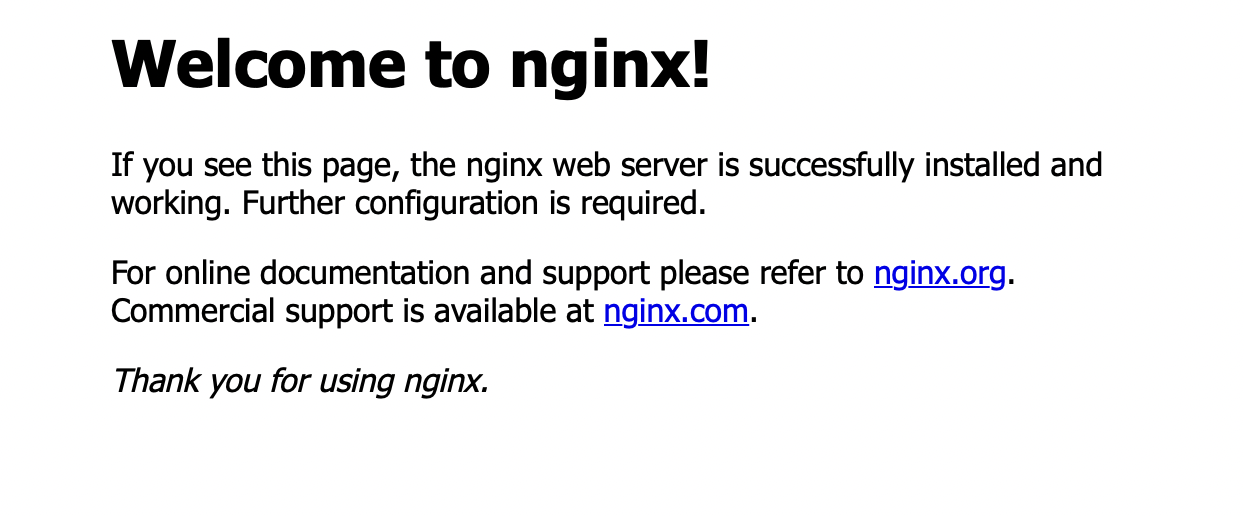 Welcome to nginx!
If you see this page, the nginx web server is successfully installed and
working. Further configuration is required.
For online documentation and support please refer to nginx.org.
Commercial support is available at nginx.com.
Thank you for using nginx.